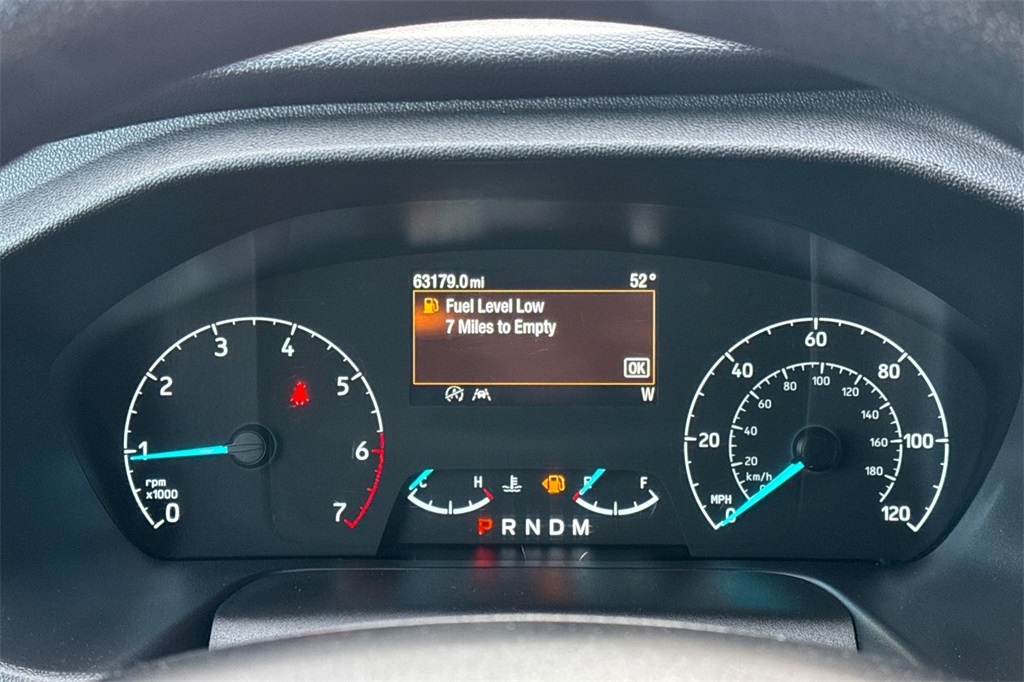 63179.0 mi 52°
Fuel Level Low
7 Miles to Empty
OK
W
0 1 2 3 4 5 6 7
rpm
x1000
C H
E F
P R N D M
0 20 40 60 80 100 120
MPH
20 40 60 80 100 120 140 160 180
km/h